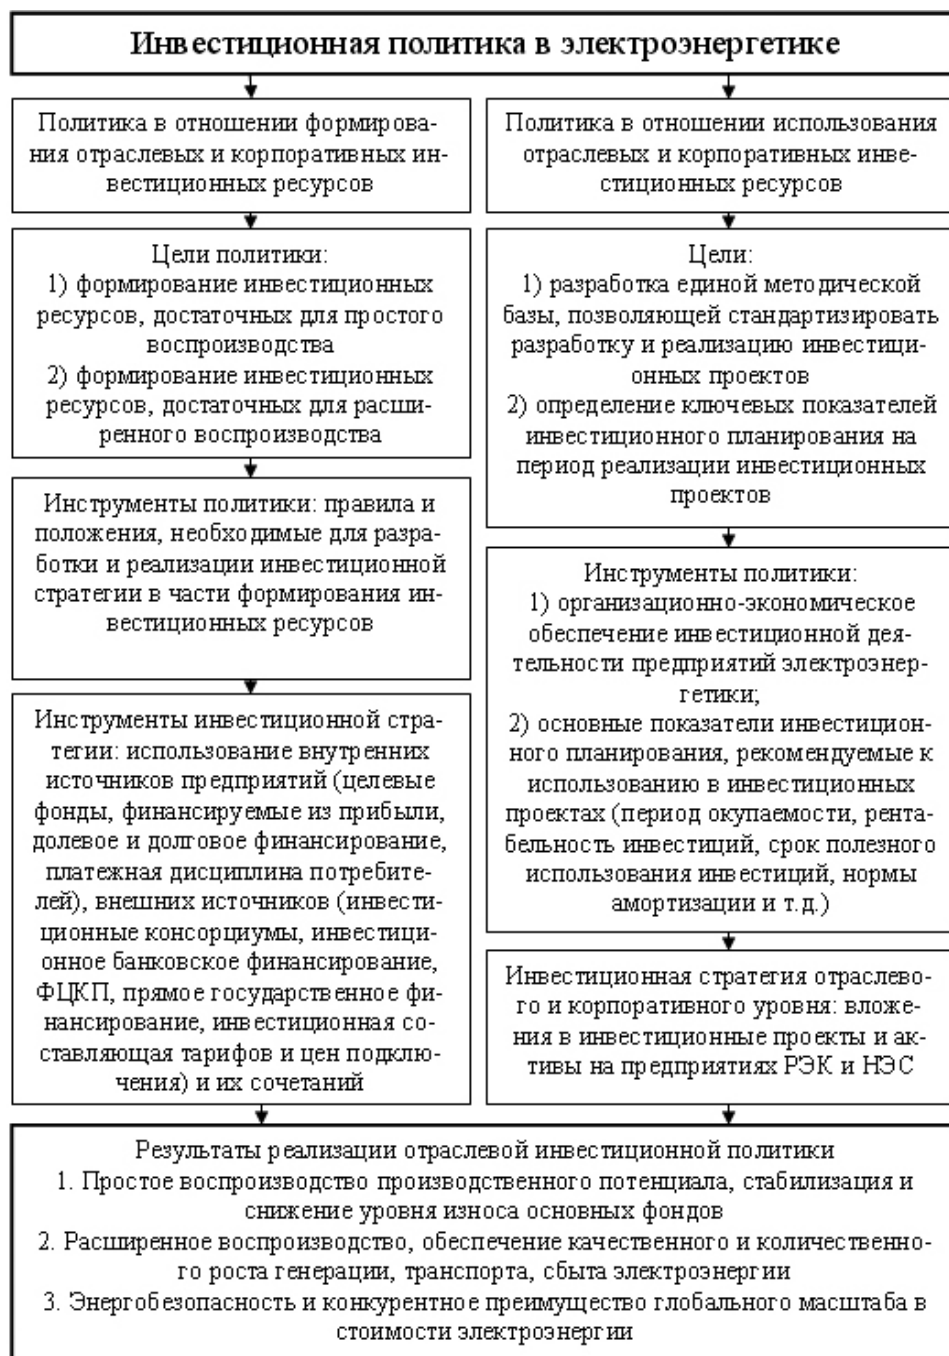 Инвестиционная политика в электроэнергетике
Политика в отношении формирова-
ния отраслевых и корпоративных ин-
вестиционных ресурсов
Политика в отношении использования
отраслевых и корпоративных инве-
стиционных ресурсов
Цели политики:
1) формирование инвестиционных
ресурсов, достаточных для простого
воспроизводства
2) формирование инвестиционных
ресурсов, достаточных для расши-
ренного воспроизводства
Цели:
1) разработка единой методической
базы, позволяющей стандартизировать
разработку и реализацию инвестици-
онных проектов
2) определение ключевых показателей
инвестиционного планирования на
период реализации инвестиционных
проектов
Инструменты политики: правила и
положения, необходимые для разра-
ботки и реализации инвестиционной
стратегии в части формирования ин-
вестиционных ресурсов
Инструменты политики:
1) организационно-экономическое
обеспечение инвестиционной дея-
тельности предприятий электроэнер-
гетики;
2) основные показатели инвестицион-
ного планирования, рекомендуемые к
использованию в инвестиционных
проектах (период окупаемости, рента-
бельность инвестиций, срок полезного
использования инвестиций, нормы
амортизации и т.д.)
Инструменты инвестиционной стра-
тегии: использование внутренних
источников предприятий (целевые
фонды, финансируемые из прибыли,
долевое и долговое финансирование,
платежная дисциплина потребите-
лей), внешних источников (инвести-
ционные консорциумы, инвестици-
онное банковское финансирование,
ФЦКП, прямое государственное фи-
нансирование, инвестиционная со-
ставляющая тарифов и цен подклю-
чения) и их сочетаний
Инвестиционная стратегия отраслево-
го и корпоративного уровня: вложе-
ния в инвестиционные проекты и ак-
тивы на предприятиях РЭК и НЭС
Результаты реализации отраслевой инвестиционной политики
1. Простое воспроизводство производственного потенциала, стабилизация и
снижение уровня износа основных фондов
2. Расширенное воспроизводство, обеспечение качественного и количественно-
го роста генерации, транспорта, сбыта электроэнергии
3. Энергобезопасность и конкурентное преимущество глобального масштаба в
стоимости электроэнергии